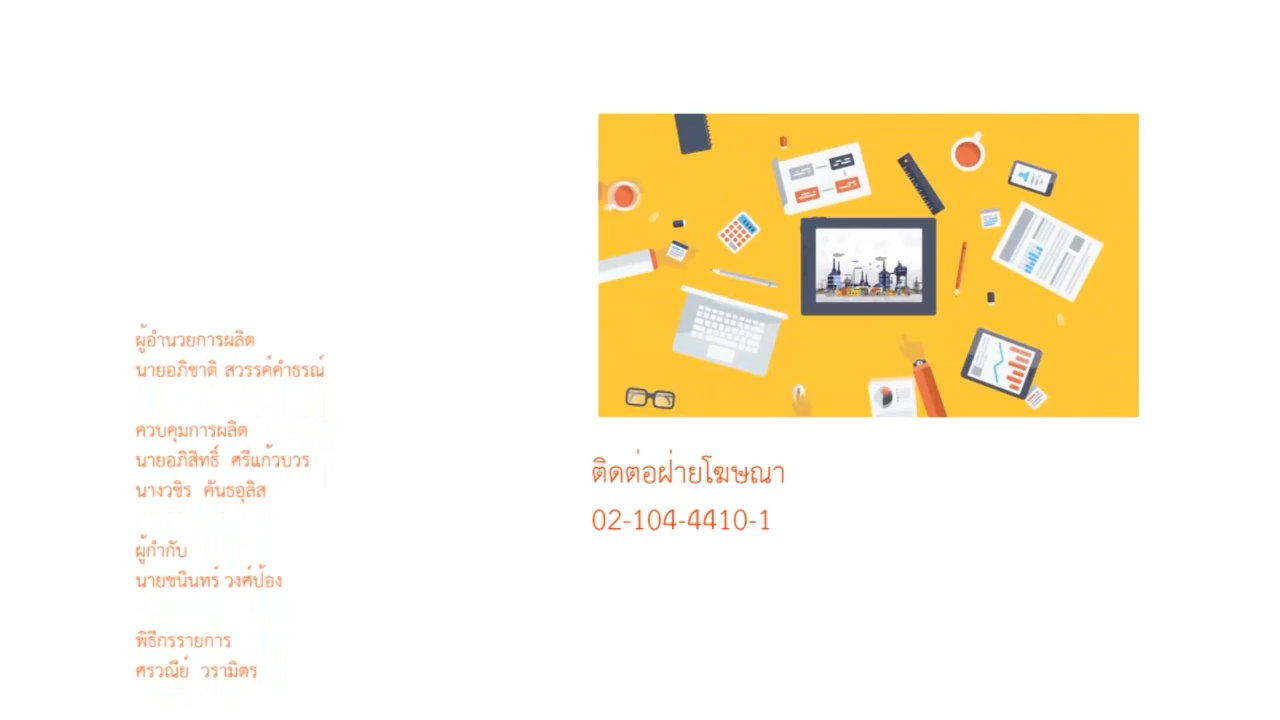 ผู้อำนวยการผลิต
นายอภิชาติ สวรรค์คำธรณ์
ควบคุมการผลิต
นายอภิสิทธิ์ ศรีแก้วบวร
นางวชิร คันธอุลิส
ผู้กำกับ
นายชนินทร์ วงศ์ป้อง
พิธีกรรายการ
ศรวณีย์ วรามิตร
ติดต่อฝ่ายโฆษณา
02-104-4410-1